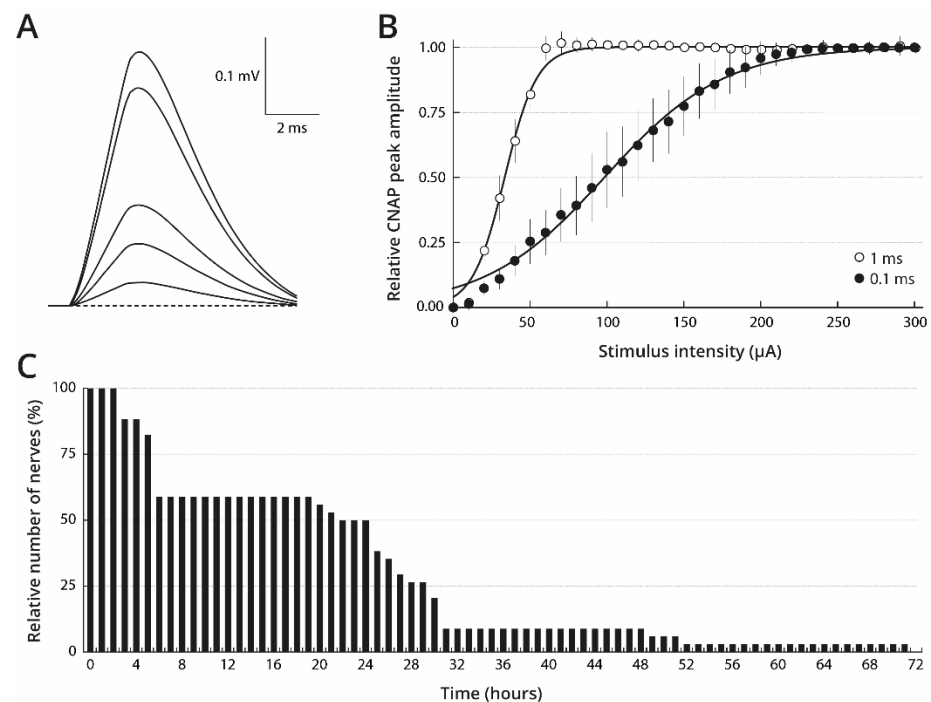 A
0.1 mV
2 ms
B
Relative CNAP peak amplitude
1.00
0.75
0.50
0.25
0.00
0 50 100 150 200 250 300
Stimulus intensity (µA)
1 ms
0.1 ms
C
Relative number of nerves (%)
100
75
50
25
0
0 4 8 12 16 20 24 28 32 36 40 44 48 52 56 60 64 68 72
Time (hours)